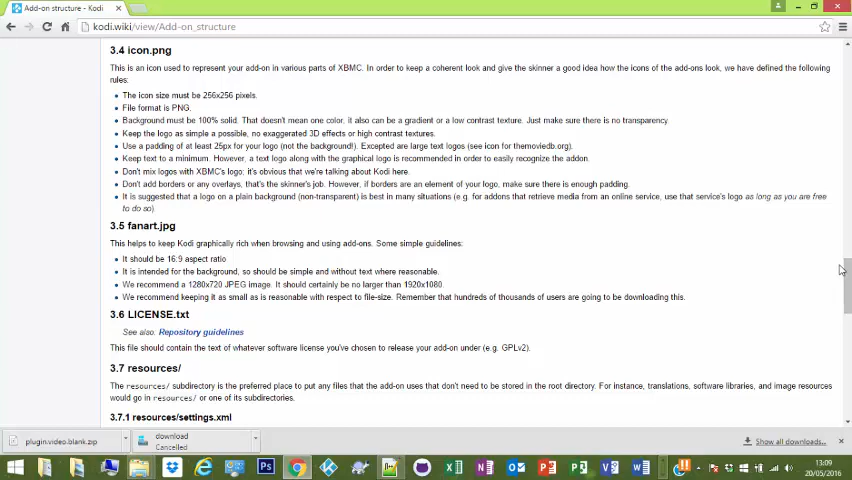 Add-on structure - Kodi
kodi.wiki/view/Add-on_structure
3.4 icon.png
This is an icon used to represent your add-on in various parts of XBMC. In order to keep a coherent look and give the skinner a good idea how the icons of the add-ons look, we have defined the following
rules:
The icon size must be 256x256 pixels.
File format is PNG.
Background must be 100% solid. That doesn't mean one color, it also can be a gradient or a low contrast texture. Just make sure there is no transparency.
Keep the logo as simple a possible, no exaggerated 3D effects or high contrast textures.
Use a padding of at least 25px for your logo (not the background!). Excepted are large text logos (see icon for themoviedb.org).
Keep text to a minimum. However, a text logo along with the graphical logo is recommended in order to easily recognize the addon.
Don't mix logos with XBMC's logo: it's obvious that we're talking about Kodi here.
Don't add borders or any overlays, that's the skinner's job. However, if borders are an element of your logo, make sure there is enough padding.
It is suggested that a logo on a plain background (non-transparent) is best in many situations (e.g. for addons that retrieve media from an online service, use that service's logo as long as you are free
to do so)
3.5 fanart.jpg
This helps to keep Kodi graphically rich when browsing and using add-ons. Some simple guidelines:
It should be 16:9 aspect ratio
It is intended for the background, so should be simple and without text where reasonable.
We recommend a 1280x720 JPEG image. It should certainly be no larger than 1920x1080.
We recommend keeping it as small as is reasonable with respect to file-size. Remember that hundreds of thousands of users are going to be downloading this.
3.6 LICENSE.txt
See also: Repository guidelines
This file should contain the text of whatever software license you've chosen to release your add-on under (e.g. GPLv2).
3.7 resources/
The resources/ subdirectory is the preferred place to put any files that the add-on uses that don't need to be stored in the root directory. For instance, translations, software libraries, and image resources
would go in resources/ or one of its subdirectories.
3.7.1 resources/settings.xml
plugin.video.blank.zip
download
Cancelled
Show all downloads...
13:09
20/05/2016